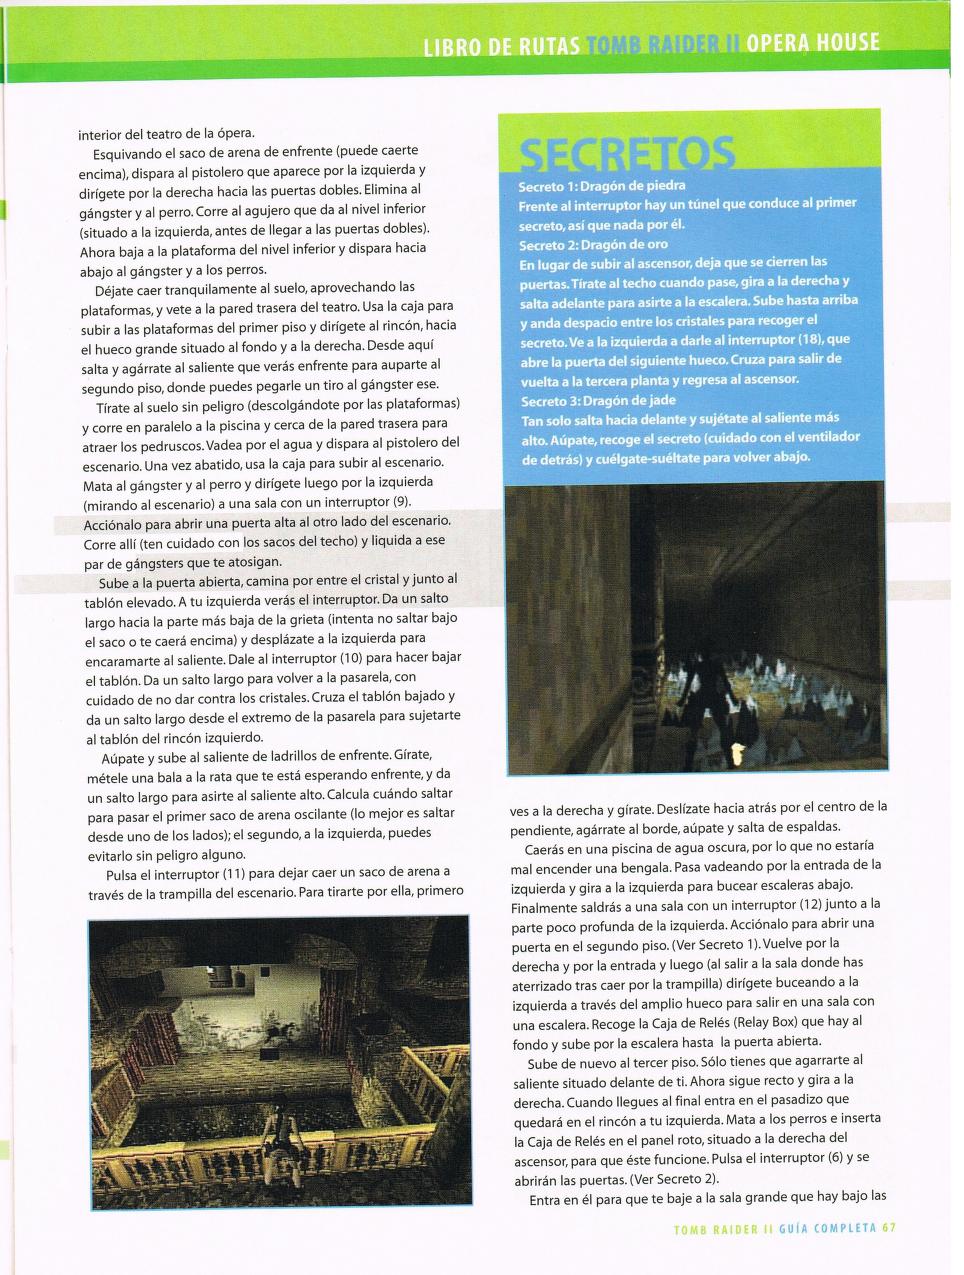 LIBRO DE RUTAS TOMB RAIDER II OPERA HOUSE
interior del teatro de la ópera.
Esquivando el saco de arena de enfrente (puede caerte
encima), dispara al pistolero que aparece por la izquierda y
dirígete por la derecha hacia las puertas dobles. Elimina al
gángster y al perro. Corre al agujero que da al nivel inferior
(situado a la izquierda, antes de llegar a las puertas dobles).
Ahora baja a la plataforma del nivel inferior y dispara hacia
abajo al gángster y a los perros.
Déjate caer tranquilamente al suelo, aprovechando las
plataformas, y vete a la pared trasera del teatro. Usa la caja para
subir a las plataformas del primer piso y dirígete al rincón, hacia
el hueco grande situado al fondo y a la derecha. Desde aquí
salta y agárrate al saliente que verás enfrente para auparte al
segundo piso, donde puedes pegarle un tiro al gángster ese.
Tírate al suelo sin peligro (descolgándote por las plataformas)
y corre en paralelo a la piscina y cerca de la pared trasera para
atraer los pedruscos. Vadea por el agua y dispara al pistolero del
escenario. Una vez abatido, usa la caja para subir al escenario.
Mata al gángster y al perro y dirígete luego por la izquierda
(mirando al escenario) a una sala con un interruptor (9).
Acciónalo para abrir una puerta alta al otro lado del escenario.
Corre allí (ten cuidado con los sacos del techo) y liquida a ese
par de gángsters que te atosigan.
Sube a la puerta abierta, camina por entre el cristal y junto al
tablón elevado. A tu izquierda verás el interruptor. Da un salto
largo hacia la parte más baja de la grieta (intenta no saltar bajo
el saco o te caerá encima) y desplázate a la izquierda para
encaramarte al saliente. Dale al interruptor (10) para hacer bajar
el tablón. Da un salto largo para volver a la pasarela, con
cuidado de no dar contra los cristales. Cruza el tablón bajado y
da un salto largo desde el extremo de la pasarela para sujetarte
al tablón del rincón izquierdo.
Aúpate y sube al saliente de ladrillos de enfrente. Gírate,
métele una bala a la rata que te está esperando enfrente, y da
un salto largo para asirte al saliente alto. Calcula cuándo saltar
para pasar el primer saco de arena oscilante (lo mejor es saltar
desde uno de los lados); el segundo, a la izquierda, puedes
evitarlo sin peligro alguno.
Pulsa el interruptor (11) para dejar caer un saco de arena a
través de la trampilla del escenario. Para tirarte por ella, primero
SECRETOS
Secreto 1: Dragón de piedra
Frente al interruptor hay un túnel que conduce al primer
secreto, así que nada por él.
Secreto 2: Dragón de oro
En lugar de subir al ascensor, deja que se cierren las
puertas. Tírate al techo cuando pase, gira a la derecha y
salta adelante para asirte a la escalera. Sube hasta arriba
y anda despacio entre los cristales para recoger el
secreto. Ve a la izquierda a darle al interruptor (18), que
abre la puerta del siguiente hueco. Cruza para salir de
vuelta a la tercera planta y regresa al ascensor.
Secreto 3: Dragón de jade
Tan solo salta hacia delante y sujétate al saliente más
alto. Aúpate, recoge el secreto (cuidado con el ventilador
de detrás) y cuélgate-suéltate para volver abajo.
ves a la derecha y gírate. Deslízate hacia atrás por el centro de la
pendiente, agárrate al borde, aúpate y salta de espaldas.
Caerás en una piscina de agua oscura, por lo que no estaría
mal encender una bengala. Pasa vadeando por la entrada de la
izquierda y gira a la izquierda para bucear escaleras abajo.
Finalmente saldrás a una sala con un interruptor (12) junto a la
parte poco profunda de la izquierda. Acciónalo para abrir una
puerta en el segundo piso. (Ver Secreto 1). Vuelve por la
derecha y por la entrada y luego (al salir a la sala donde has
aterrizado tras caer por la trampilla) dirígete buceando a la
izquierda a través del amplio hueco para salir en una sala con
una escalera. Recoge la Caja de Relés (Relay Box) que hay al
fondo y sube por la escalera hasta la puerta abierta.
Sube de nuevo al tercer piso. Sólo tienes que agarrarte al
saliente situado delante de ti. Ahora sigue recto y gira a la
derecha. Cuando llegues al final entra en el pasadizo que
quedará en el rincón a tu izquierda. Mata a los perros e inserta
la Caja de Relés en el panel roto, situado a la derecha del
ascensor, para que éste funcione. Pulsa el interruptor (6) y se
abrirán las puertas. (Ver Secreto 2).
Entra en él para que te baje a la sala grande que hay bajo las
TOMB RAIDER II GUÍA COMPLETA 67